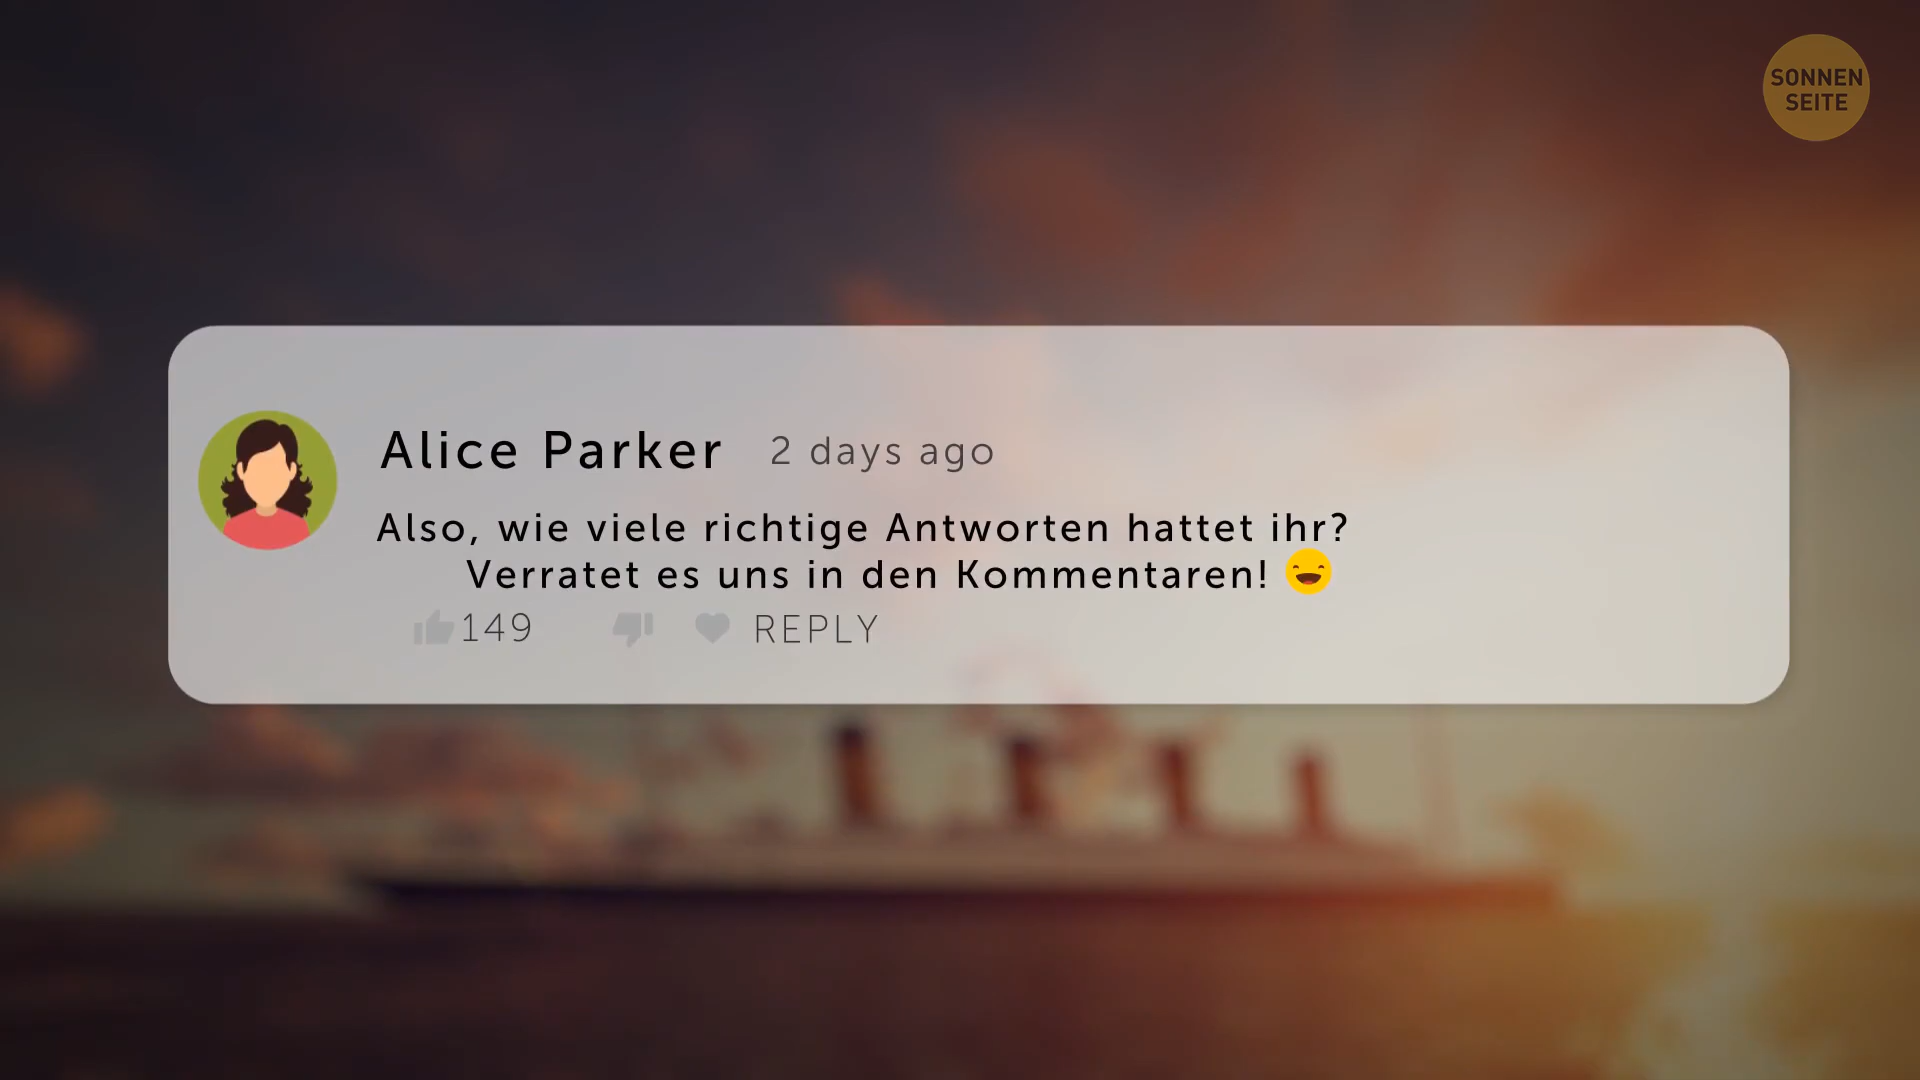 SONNEN
SEITE
Alice Parker 2 days ago
Also, wie viele richtige Antworten hattet ihr?
Verratet es uns in den Kommentaren! 😄
149 REPLY